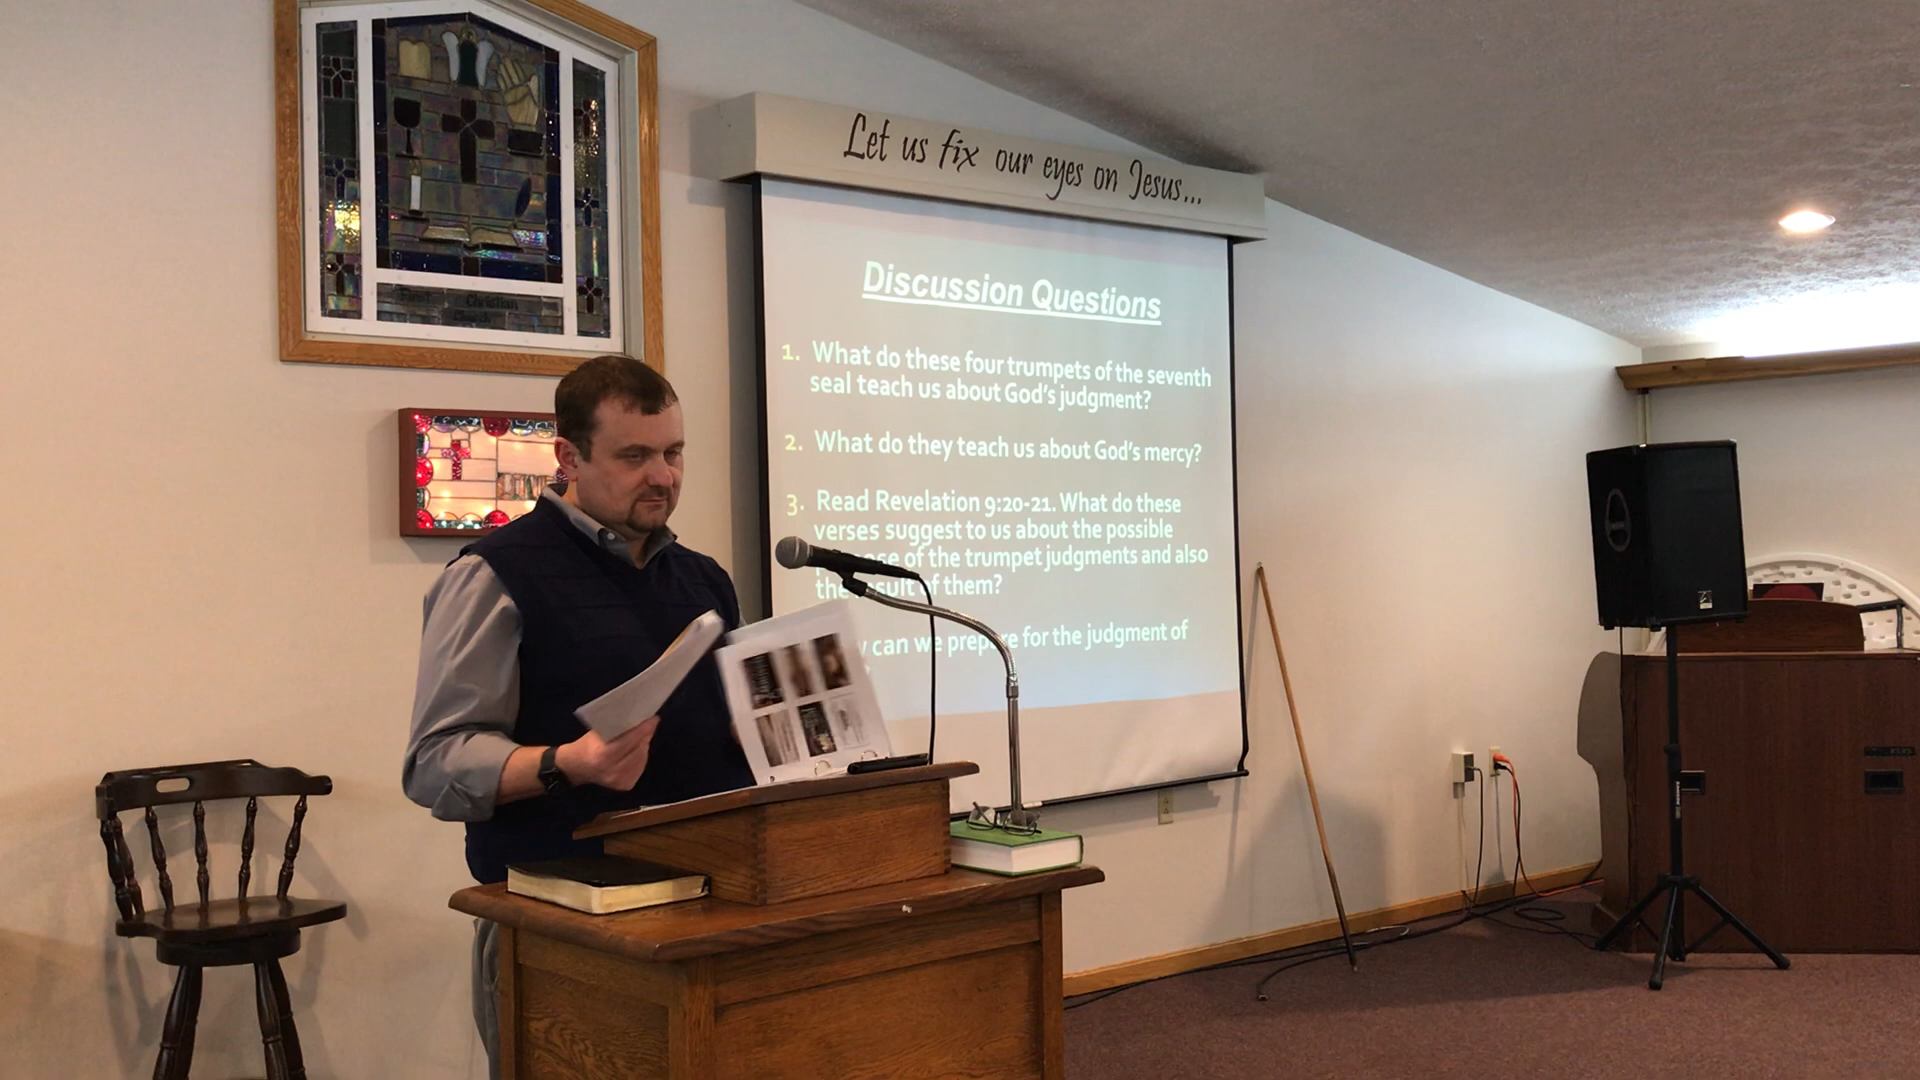 Let us fix our eyes on Jesus...
First Christian
Church
Discussion Questions
1. What do these four trumpets of the seventh
seal teach us about God's judgment?
2. What do they teach us about God's mercy?
3. Read Revelation 9:20-21. What do these
verses suggest to us about the possible
of the trumpet judgments and also
the of them?
can we for the judgment of